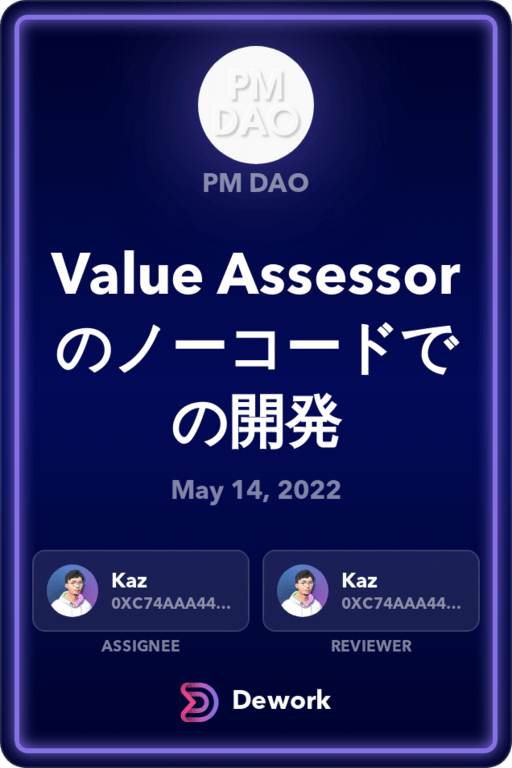 PM
DAO
PM DAO
Value Assessor
のノーコードで
の開発
May 14, 2022
Kaz
0XC74AAA44...
Kaz
0XC74AAA44...
ASSIGNEE
REVIEWER
Dework